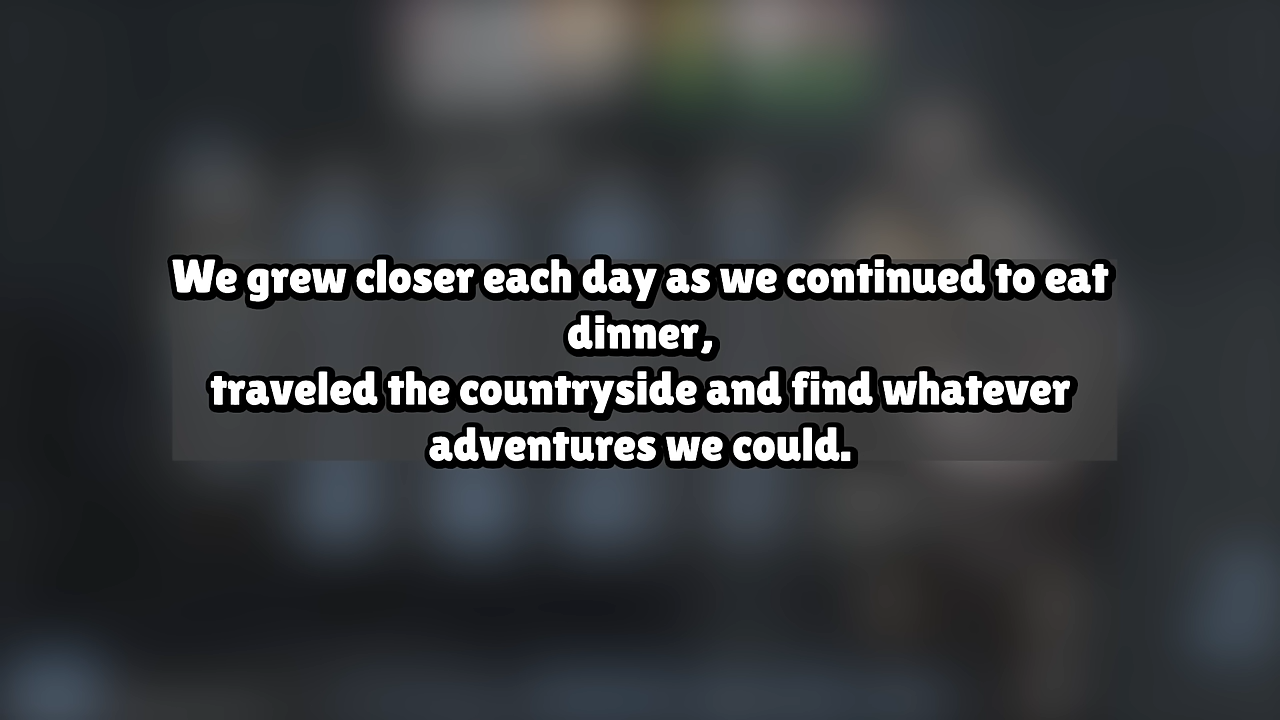 We grew closer each day as we continued to eat
dinner,
traveled the countryside and find whatever
adventures we could.